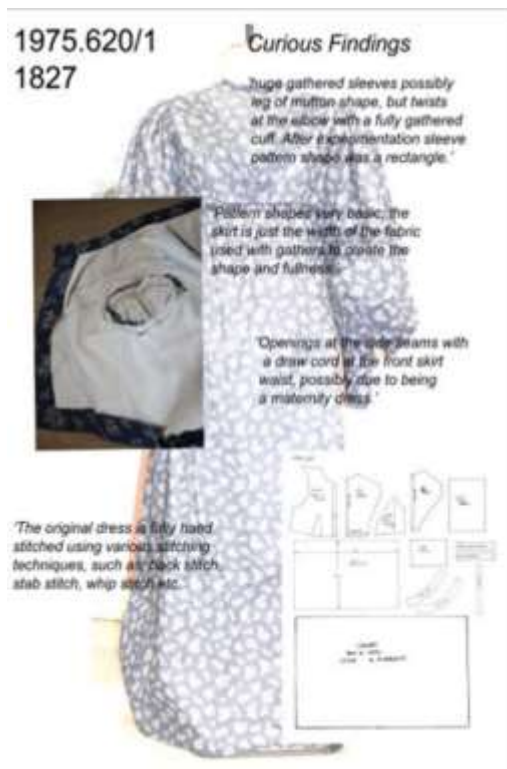 1975.620/1
1827
Curious Findings
'huge gathered sleeves possibly
leg of mutton shape, but twists
at the elbow with a fully gathered
cuff. After experimentation sleeve
pattern shape was a rectangle.'
'Pattern shapes very basic, the
skirt is just the width of the fabric
used with gathers to create the
shape and fullness.'
'Openings at the side seams with
a draw cord at the front skirt
waist, possibly due to being
a maternity dress.'
'The original dress is fully hand
stitched using various stitching
techniques, such as; back stitch,
stab stitch, whip stitch etc.